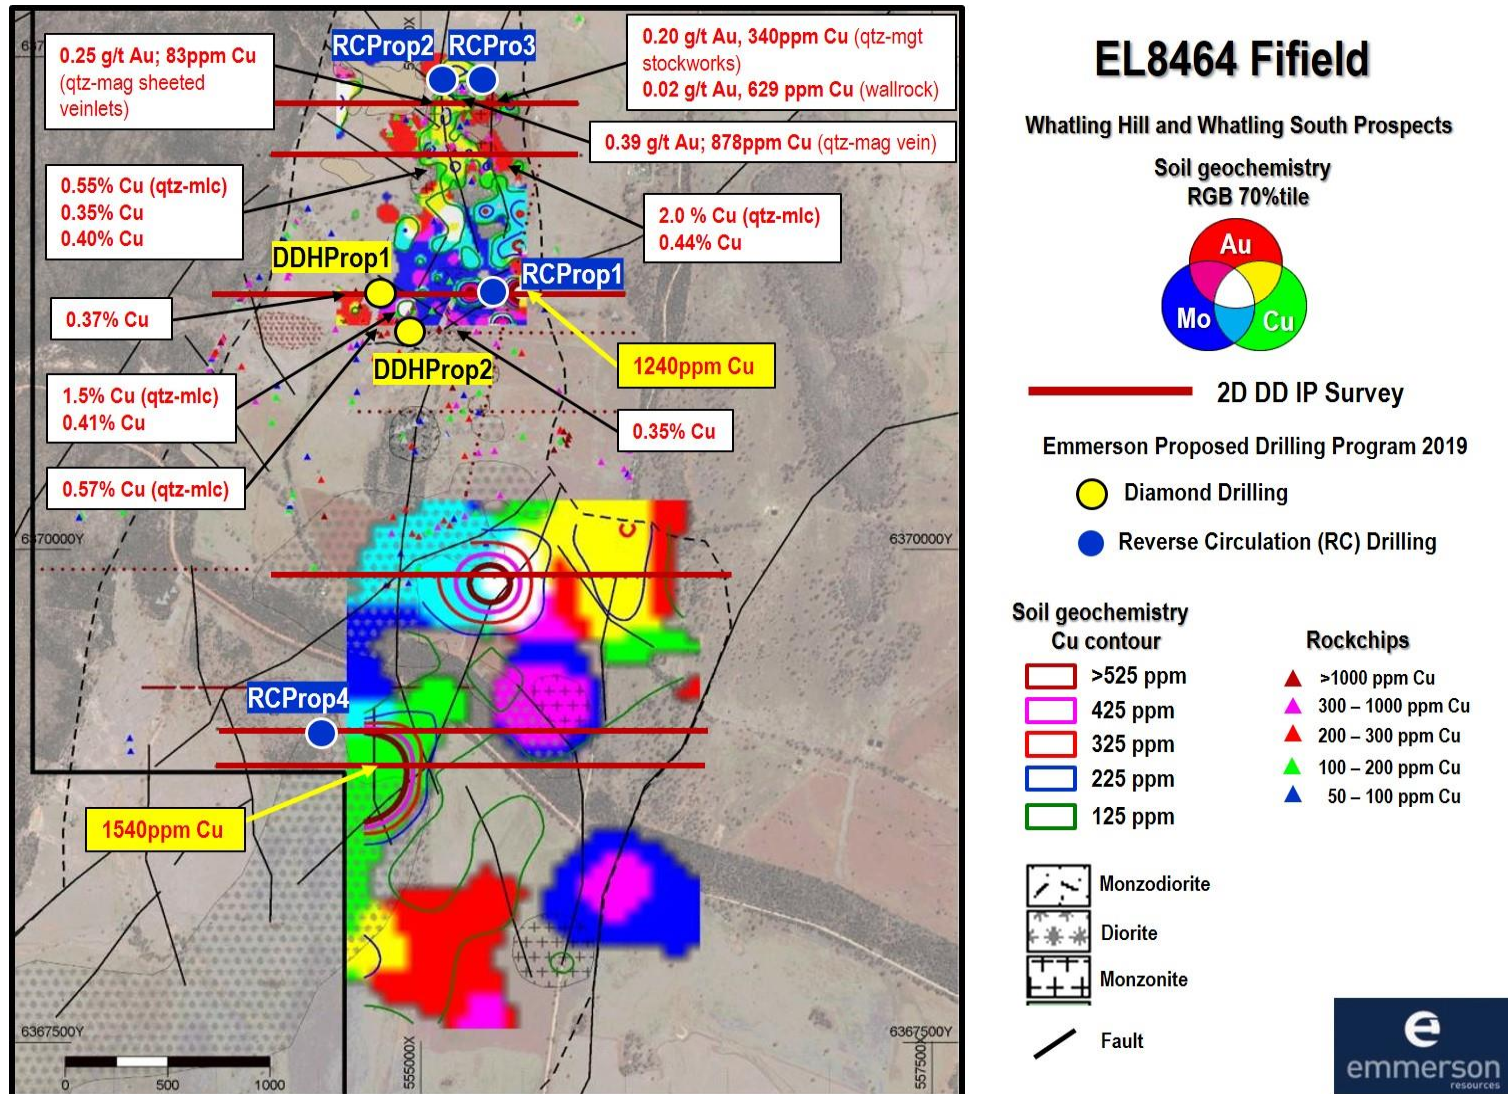 EL8464 Fifield
Whatling Hill and Whatling South Prospects
Soil geochemistry
RGB 70%tile
Au
Mo
Cu
2D DD IP Survey
Emmerson Proposed Drilling Program 2019
Diamond Drilling
Reverse Circulation (RC) Drilling
Soil geochemistry
Cu contour
>525 ppm
425 ppm
325 ppm
225 ppm
125 ppm
Rockchips
>1000 ppm Cu
300 – 1000 ppm Cu
200 – 300 ppm Cu
100 – 200 ppm Cu
50 – 100 ppm Cu
Monzodiorite
Diorite
Monzonite
Fault
emmerson
resources
RCProp2
RCPro3
0.25 g/t Au; 83ppm Cu
(qtz-mag sheeted
veinlets)
0.20 g/t Au, 340ppm Cu (qtz-mgt
stockworks)
0.02 g/t Au, 629 ppm Cu (wallrock)
0.39 g/t Au; 878ppm Cu (qtz-mag vein)
0.55% Cu (qtz-mlc)
0.35% Cu
0.40% Cu
2.0 % Cu (qtz-mlc)
0.44% Cu
DDHProp1
RCProp1
0.37% Cu
DDHProp2
1240ppm Cu
1.5% Cu (qtz-mlc)
0.41% Cu
0.35% Cu
0.57% Cu (qtz-mlc)
6370000Y
6370000Y
RCProp4
1540ppm Cu
6367500Y
6367500Y
555000X
557500X
0
500
1000